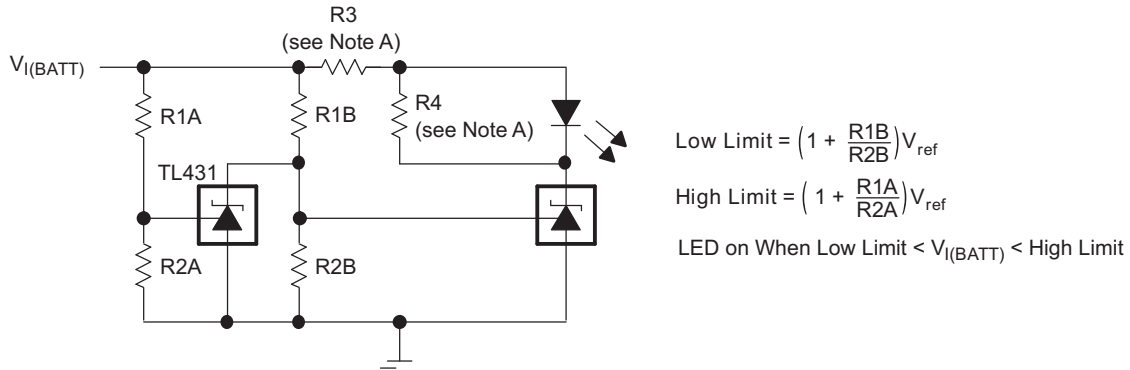 R3
(see Note A)
V_I(BATT)
R1A
R1B
R4
(see Note A)
TL431
R2A
R2B
Low Limit = (1 + R1B/R2B)V_ref
High Limit = (1 + R1A/R2A)V_ref
LED on When Low Limit < V_I(BATT) < High Limit